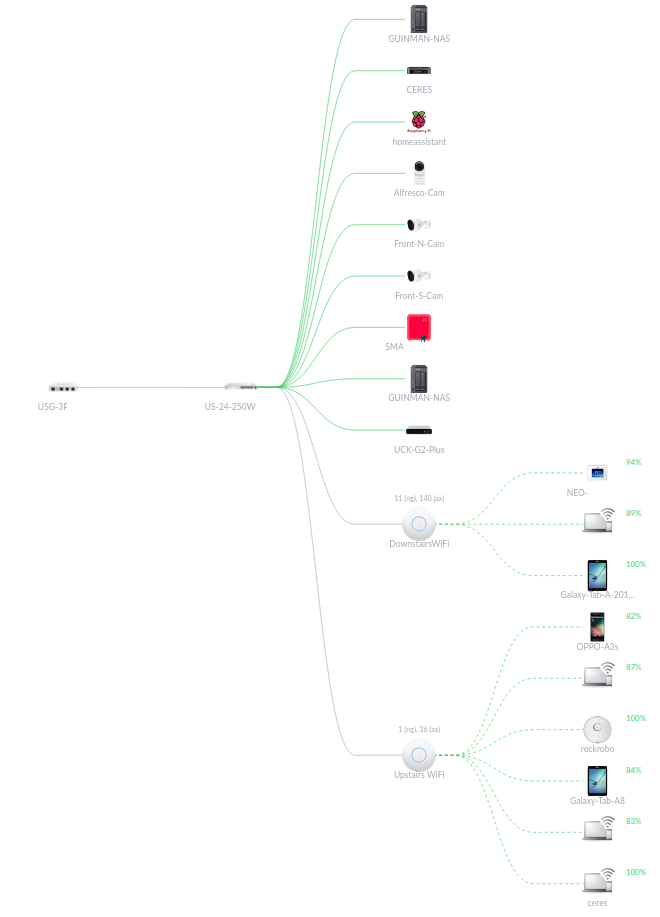 GUINMAN-NAS
CERES
Raspberry Pi
homeassistant
Alfresco-Cam
Front-N-Cam
Front-S-Cam
SMA
USG-3F
US-24-250W
GUINMAN-NAS
UCK-G2-Plus
94%
NEO-
11 (ng), 140 (ax)
DownstairsWiFi
89%
100%
Galaxy-Tab-A-201...
82%
OPPO-A3s
87%
1 (ng), 36 (ax)
Upstairs WiFi
100%
rockrobo
84%
Galaxy-Tab-A8
83%
100%
ceres